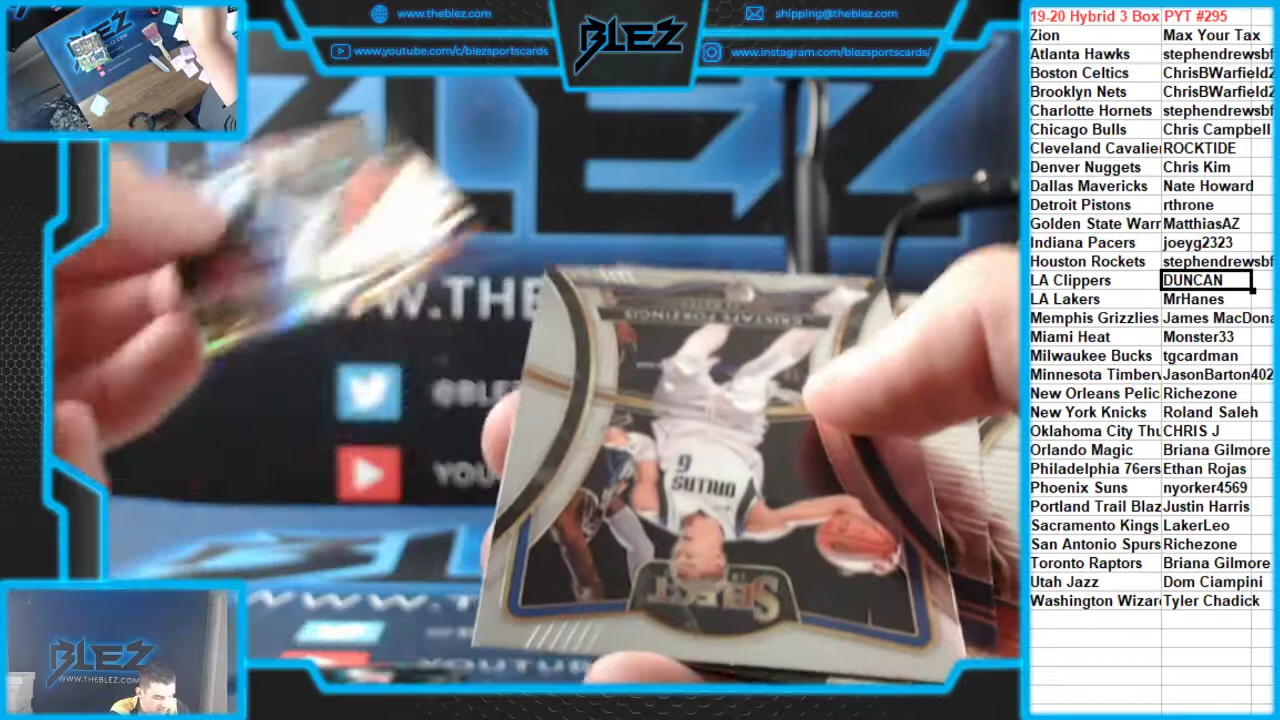 www.theblez.com
shipping@theblez.com
BLEZ
www.youtube.com/c/blezsportscards
www.instagram.com/blezsportscards/
19-20 Hybrid 3 Box PYT #295
Zion Max Your Tax
Atlanta Hawks stephendrewsbf
Boston Celtics ChrisBWarfield2
Brooklyn Nets ChrisBWarfield2
Charlotte Hornets stephendrewsbf
Chicago Bulls Chris Campbell
Cleveland Cavalier ROCKTIDE
Denver Nuggets Chris Kim
Dallas Mavericks Nate Howard
Detroit Pistons rthrone
Golden State Warr MatthiasAZ
Indiana Pacers joeyg2323
Houston Rockets stephendrewsbf
LA Clippers DUNCAN
LA Lakers MrHanes
Memphis Grizzlies James MacDona
Miami Heat Monster33
Milwaukee Bucks tgcardman
Minnesota Timberv JasonBarton402
New Orleans Pelic Richezone
New York Knicks Roland Saleh
Oklahoma City Thu CHRIS J
Orlando Magic Briana Gilmore
Philadelphia 76ers Ethan Rojas
Phoenix Suns nyorker4569
Portland Trail Blaz Justin Harris
Sacramento Kings LakerLeo
San Antonio Spurs Richezone
Toronto Raptors Briana Gilmore
Utah Jazz Dom Ciampini
Washington Wizar Tyler Chadick
WWW.THE
@BLE
YOU
KRISTAPS PORZINGIS
6
SELECT
BLEZ
WWW.THEBLEZ.COM